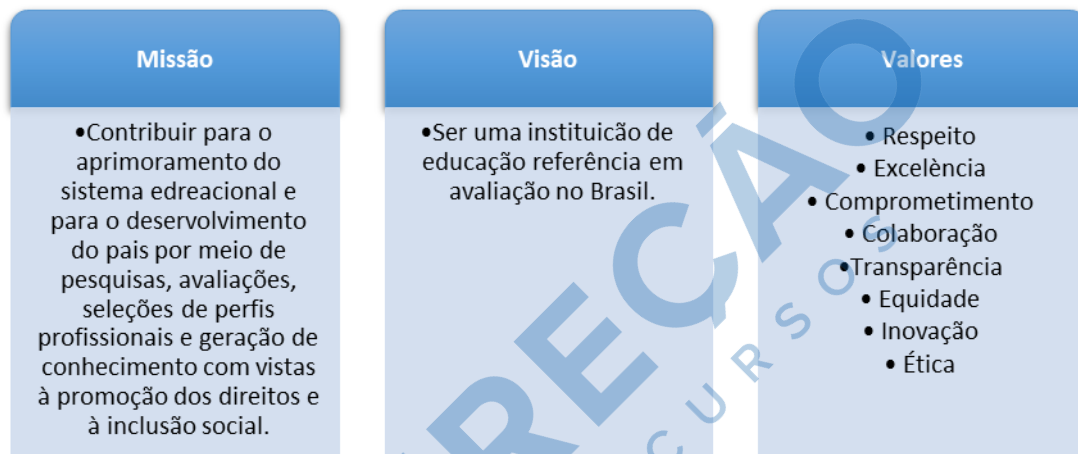 Missão
•Contribuir para o
aprimoramento do
sistema edreacional e
para o deservolvimento
do pais por meio de
pesquisas, avaliações,
seleções de perfis
profissionais e geração de
conhecimento com vistas
à promoção dos direitos e
à inclusão social.
Visão
•Ser uma instituicão de
educação referência em
avaliação no Brasil.
Valores
• Respeito
• Excelència
• Comprometimento
• Colaboração
•Transparência
• Equidade
• Inovação
• Ética
REÇÃO
CURSOS